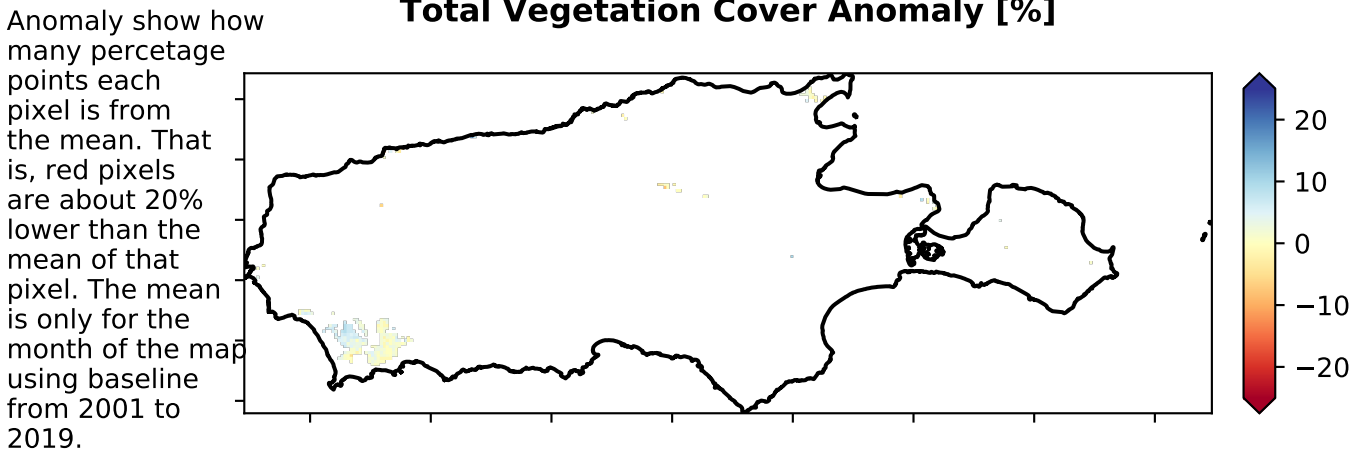 Total Vegetation Cover Anomaly [%]
Anomaly show how
many percetage
points each
pixel is from
the mean. That
is, red pixels
are about 20%
lower than the
mean of that
pixel. The mean
is only for the
month of the map
using baseline
from 2001 to
2019.
20
10
0
−10
−20